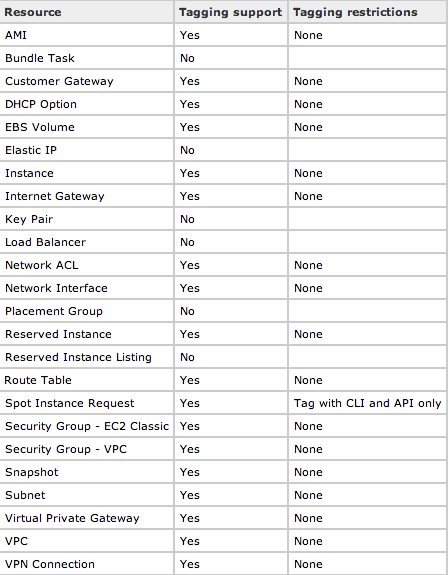 Resource Tagging support Tagging restrictions
AMI Yes None
Bundle Task No
Customer Gateway Yes None
DHCP Option Yes None
EBS Volume Yes None
Elastic IP No
Instance Yes None
Internet Gateway Yes None
Key Pair No
Load Balancer No
Network ACL Yes None
Network Interface Yes None
Placement Group No
Reserved Instance Yes None
Reserved Instance Listing No
Route Table Yes None
Spot Instance Request Yes Tag with CLI and API only
Security Group - EC2 Classic Yes None
Security Group - VPC Yes None
Snapshot Yes None
Subnet Yes None
Virtual Private Gateway Yes None
VPC Yes None
VPN Connection Yes None